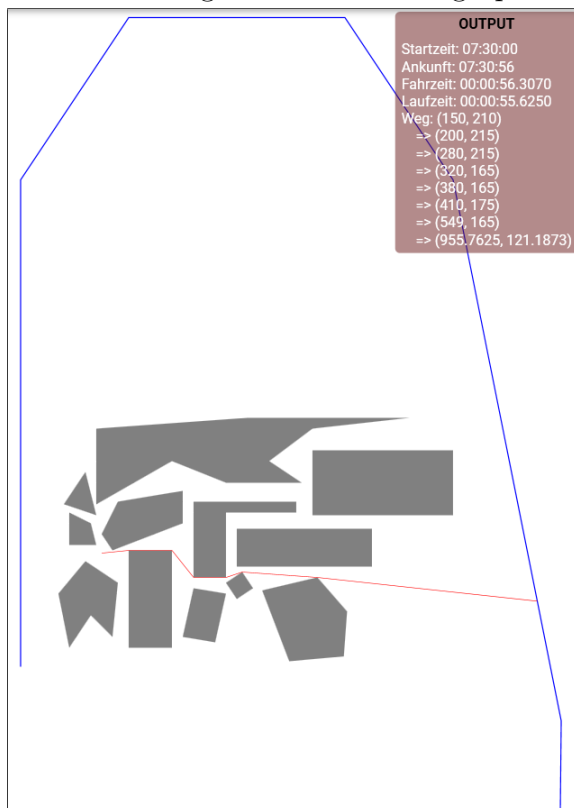 OUTPUT
Startzeit: 07:30:00
Ankunft: 07:30:56
Fahrzeit: 00:00:56.3070
Laufzeit: 00:00:55.6250
Weg: (150, 210)
=> (200, 215)
=> (280, 215)
=> (320, 165)
=> (380, 165)
=> (410, 175)
=> (549, 165)
=> (955.7625, 121.1873)